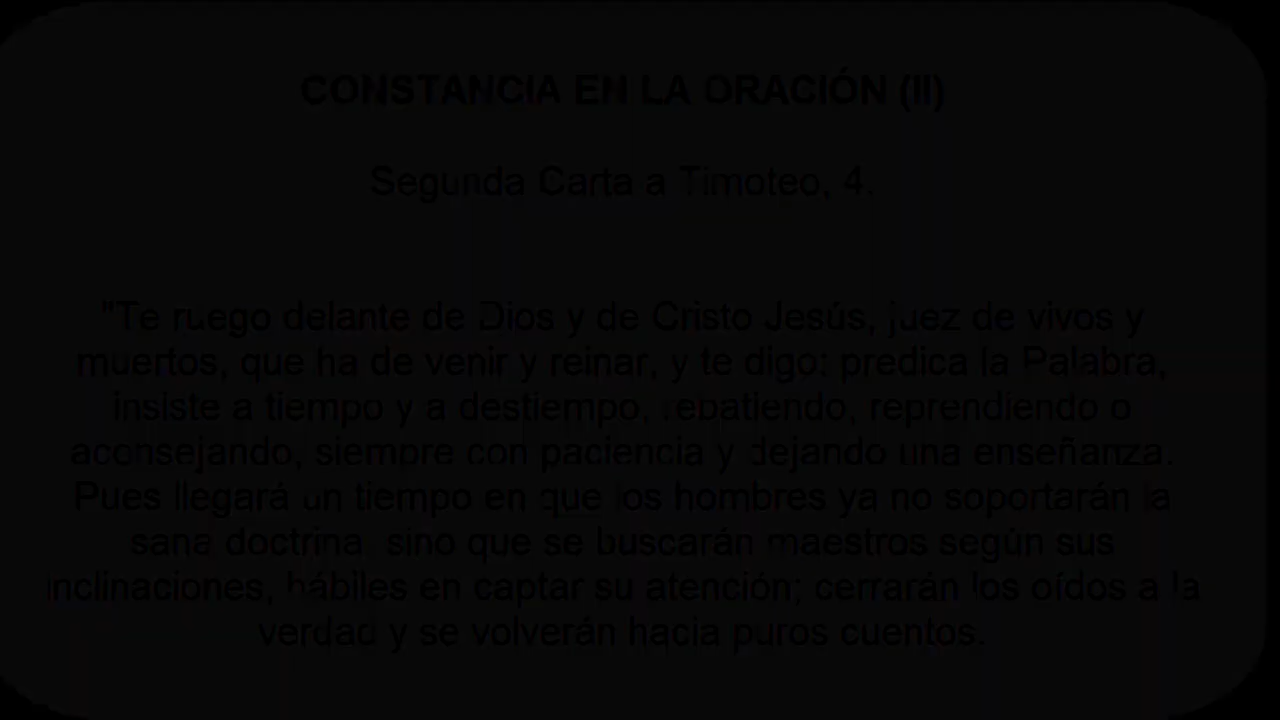 CONSTANCIA EN LA ORACIÓN (II)
Segunda Carta a Timoteo, 4.
"Te ruego delante de Dios y de Cristo Jesús, juez de vivos y
muertos, que ha de venir y reinar, y te digo: predica la Palabra,
insiste a tiempo y a destiempo, rebatiendo, reprendiendo o
aconsejando, siempre con paciencia y dejando una enseñanza.
Pues llegará un tiempo en que los hombres ya no soportarán la
sana doctrina, sino que se buscarán maestros según sus
inclinaciones, hábiles en captar su atención; cerrarán los oídos a la
verdad y se volverán hacia puros cuentos.